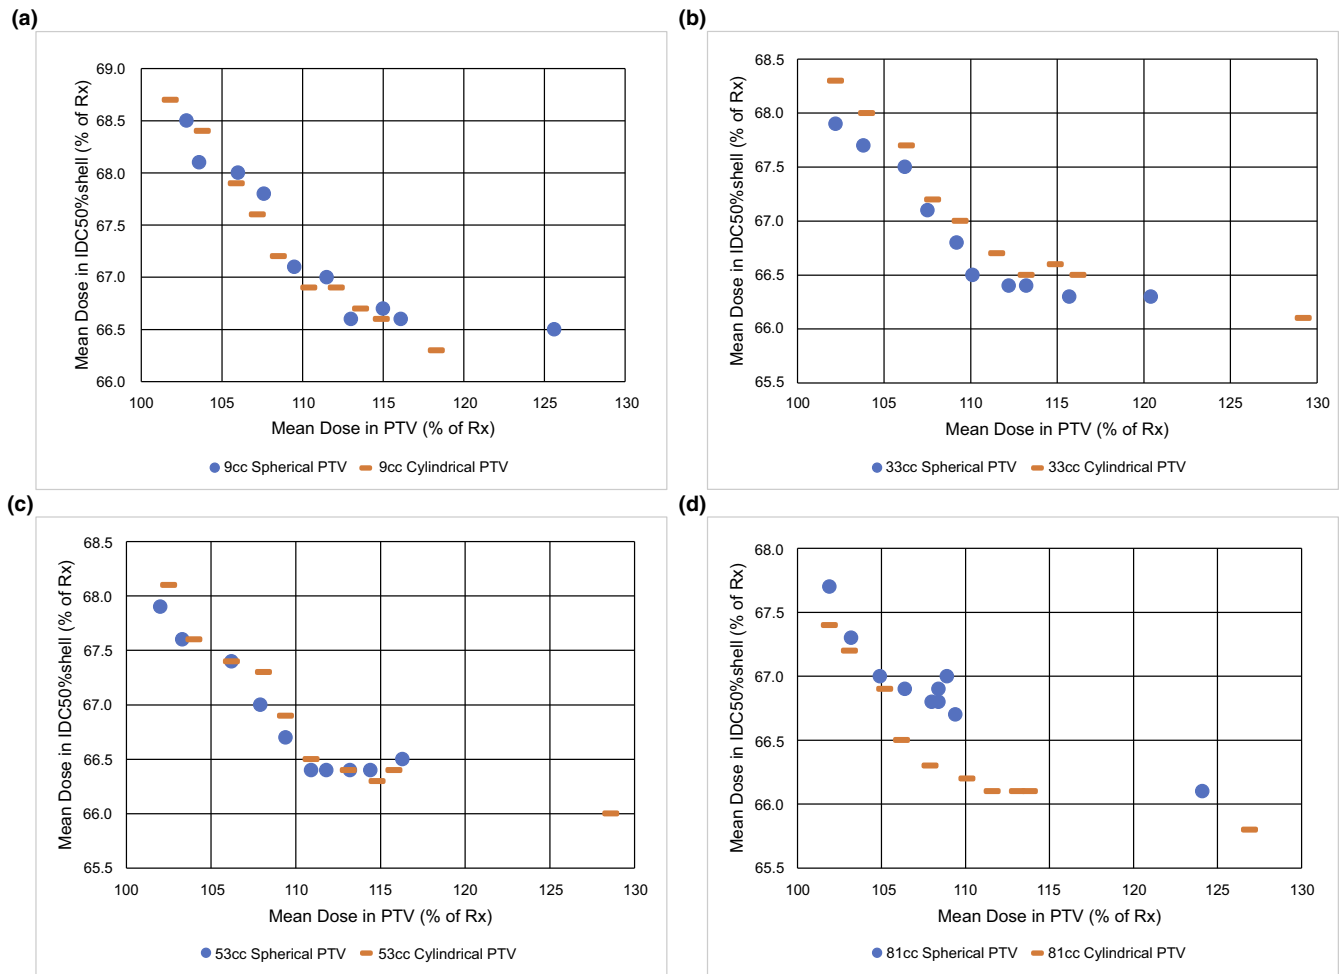 (a)
Mean Dose in IDC50%shell (% of Rx)
69.0
68.5
68.0
67.5
67.0
66.5
66.0
100 105 110 115 120 125 130
Mean Dose in PTV (% of Rx)
9cc Spherical PTV 9cc Cylindrical PTV
(b)
Mean Dose in IDC50%shell (% of Rx)
68.5
68.0
67.5
67.0
66.5
66.0
65.5
100 105 110 115 120 125 130
Mean Dose in PTV (% of Rx)
33cc Spherical PTV 33cc Cylindrical PTV
(c)
Mean Dose in IDC50%shell (% of Rx)
68.5
68.0
67.5
67.0
66.5
66.0
65.5
100 105 110 115 120 125 130
Mean Dose in PTV (% of Rx)
53cc Spherical PTV 53cc Cylindrical PTV
(d)
Mean Dose in IDC50%shell (% of Rx)
68.0
67.5
67.0
66.5
66.0
65.5
100 105 110 115 120 125 130
Mean Dose in PTV (% of Rx)
81cc Spherical PTV 81cc Cylindrical PTV